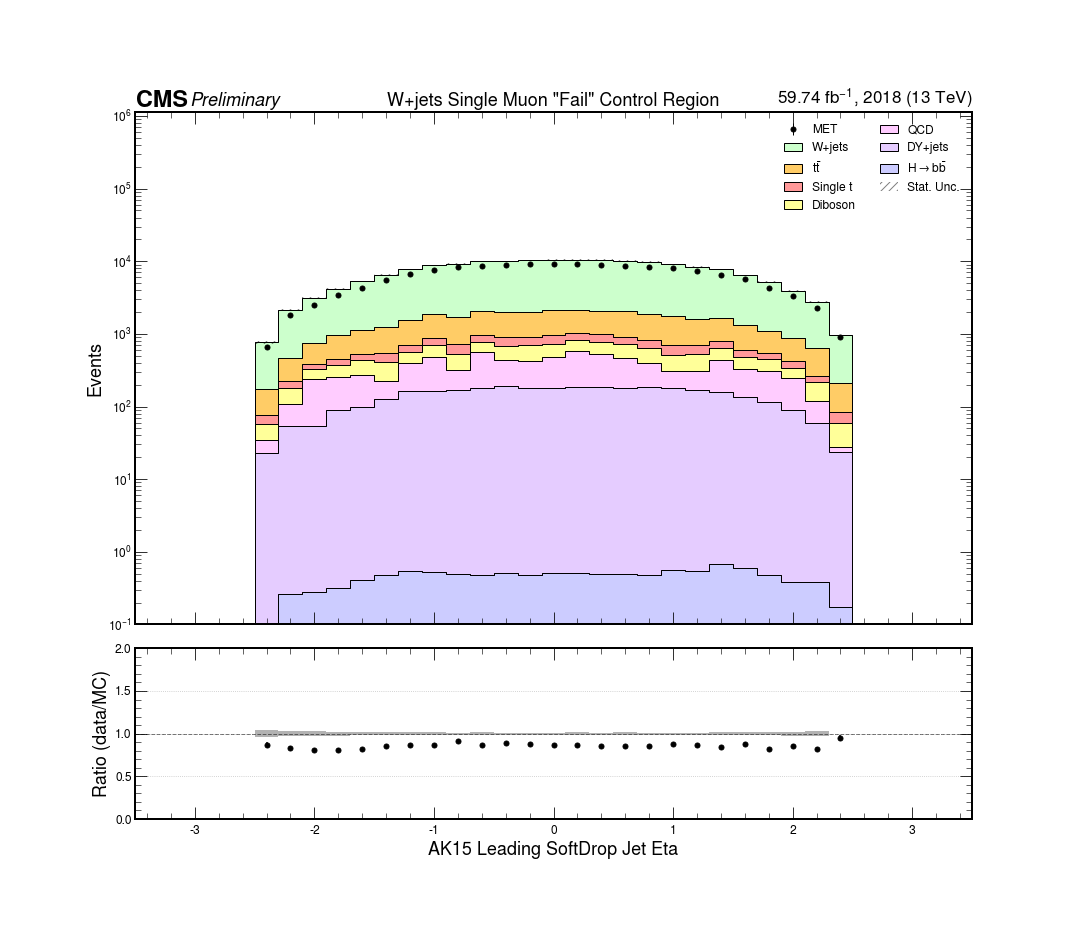 CMS Preliminary W+jets Single Muon "Fail" Control Region 59.74 fb⁻¹, 2018 (13 TeV)
MET QCD
W+jets DY+jets
tt̄ H→bb̄
Single t Stat. Unc.
Diboson
Events
10⁶
10⁵
10⁴
10³
10²
10¹
10⁰
10⁻¹
Ratio (data/MC)
2.0
1.5
1.0
0.5
0.0
-3 -2 -1 0 1 2 3
AK15 Leading SoftDrop Jet Eta